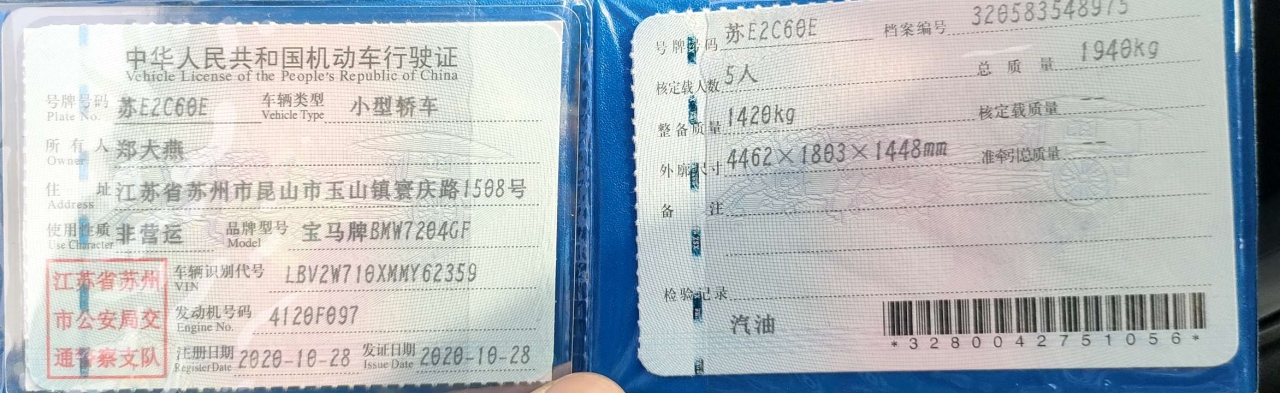 中华人民共和国机动车行驶证
Vehicle License of the People's Republic of China
号牌号码 苏E2C60E 车辆类型 小型轿车
Plate No. Vehicle Type
所有人 郑大燕
Owner
住址 江苏省苏州市昆山市玉山镇寰庆路1508号
Address
使用性质 非营运 品牌型号 宝马牌BMW7204GF
Use Character Model
江苏省苏州
市公安局交
通警察支队
车辆识别代号 LBV2W710XMMY62359
VIN
发动机号码 4120F097
Engine No.
注册日期 2020-10-28 发证日期 2020-10-28
Register Date Issue Date
号牌号码 苏E2C60E 档案编号 320583548975
核定载人数 5人 总质量 1940kg
整备质量 1420kg 核定载质量
外廓尺寸 4462×1803×1448mm 准牵引总质量
备注
检验记录
汽油
*3280042751056*